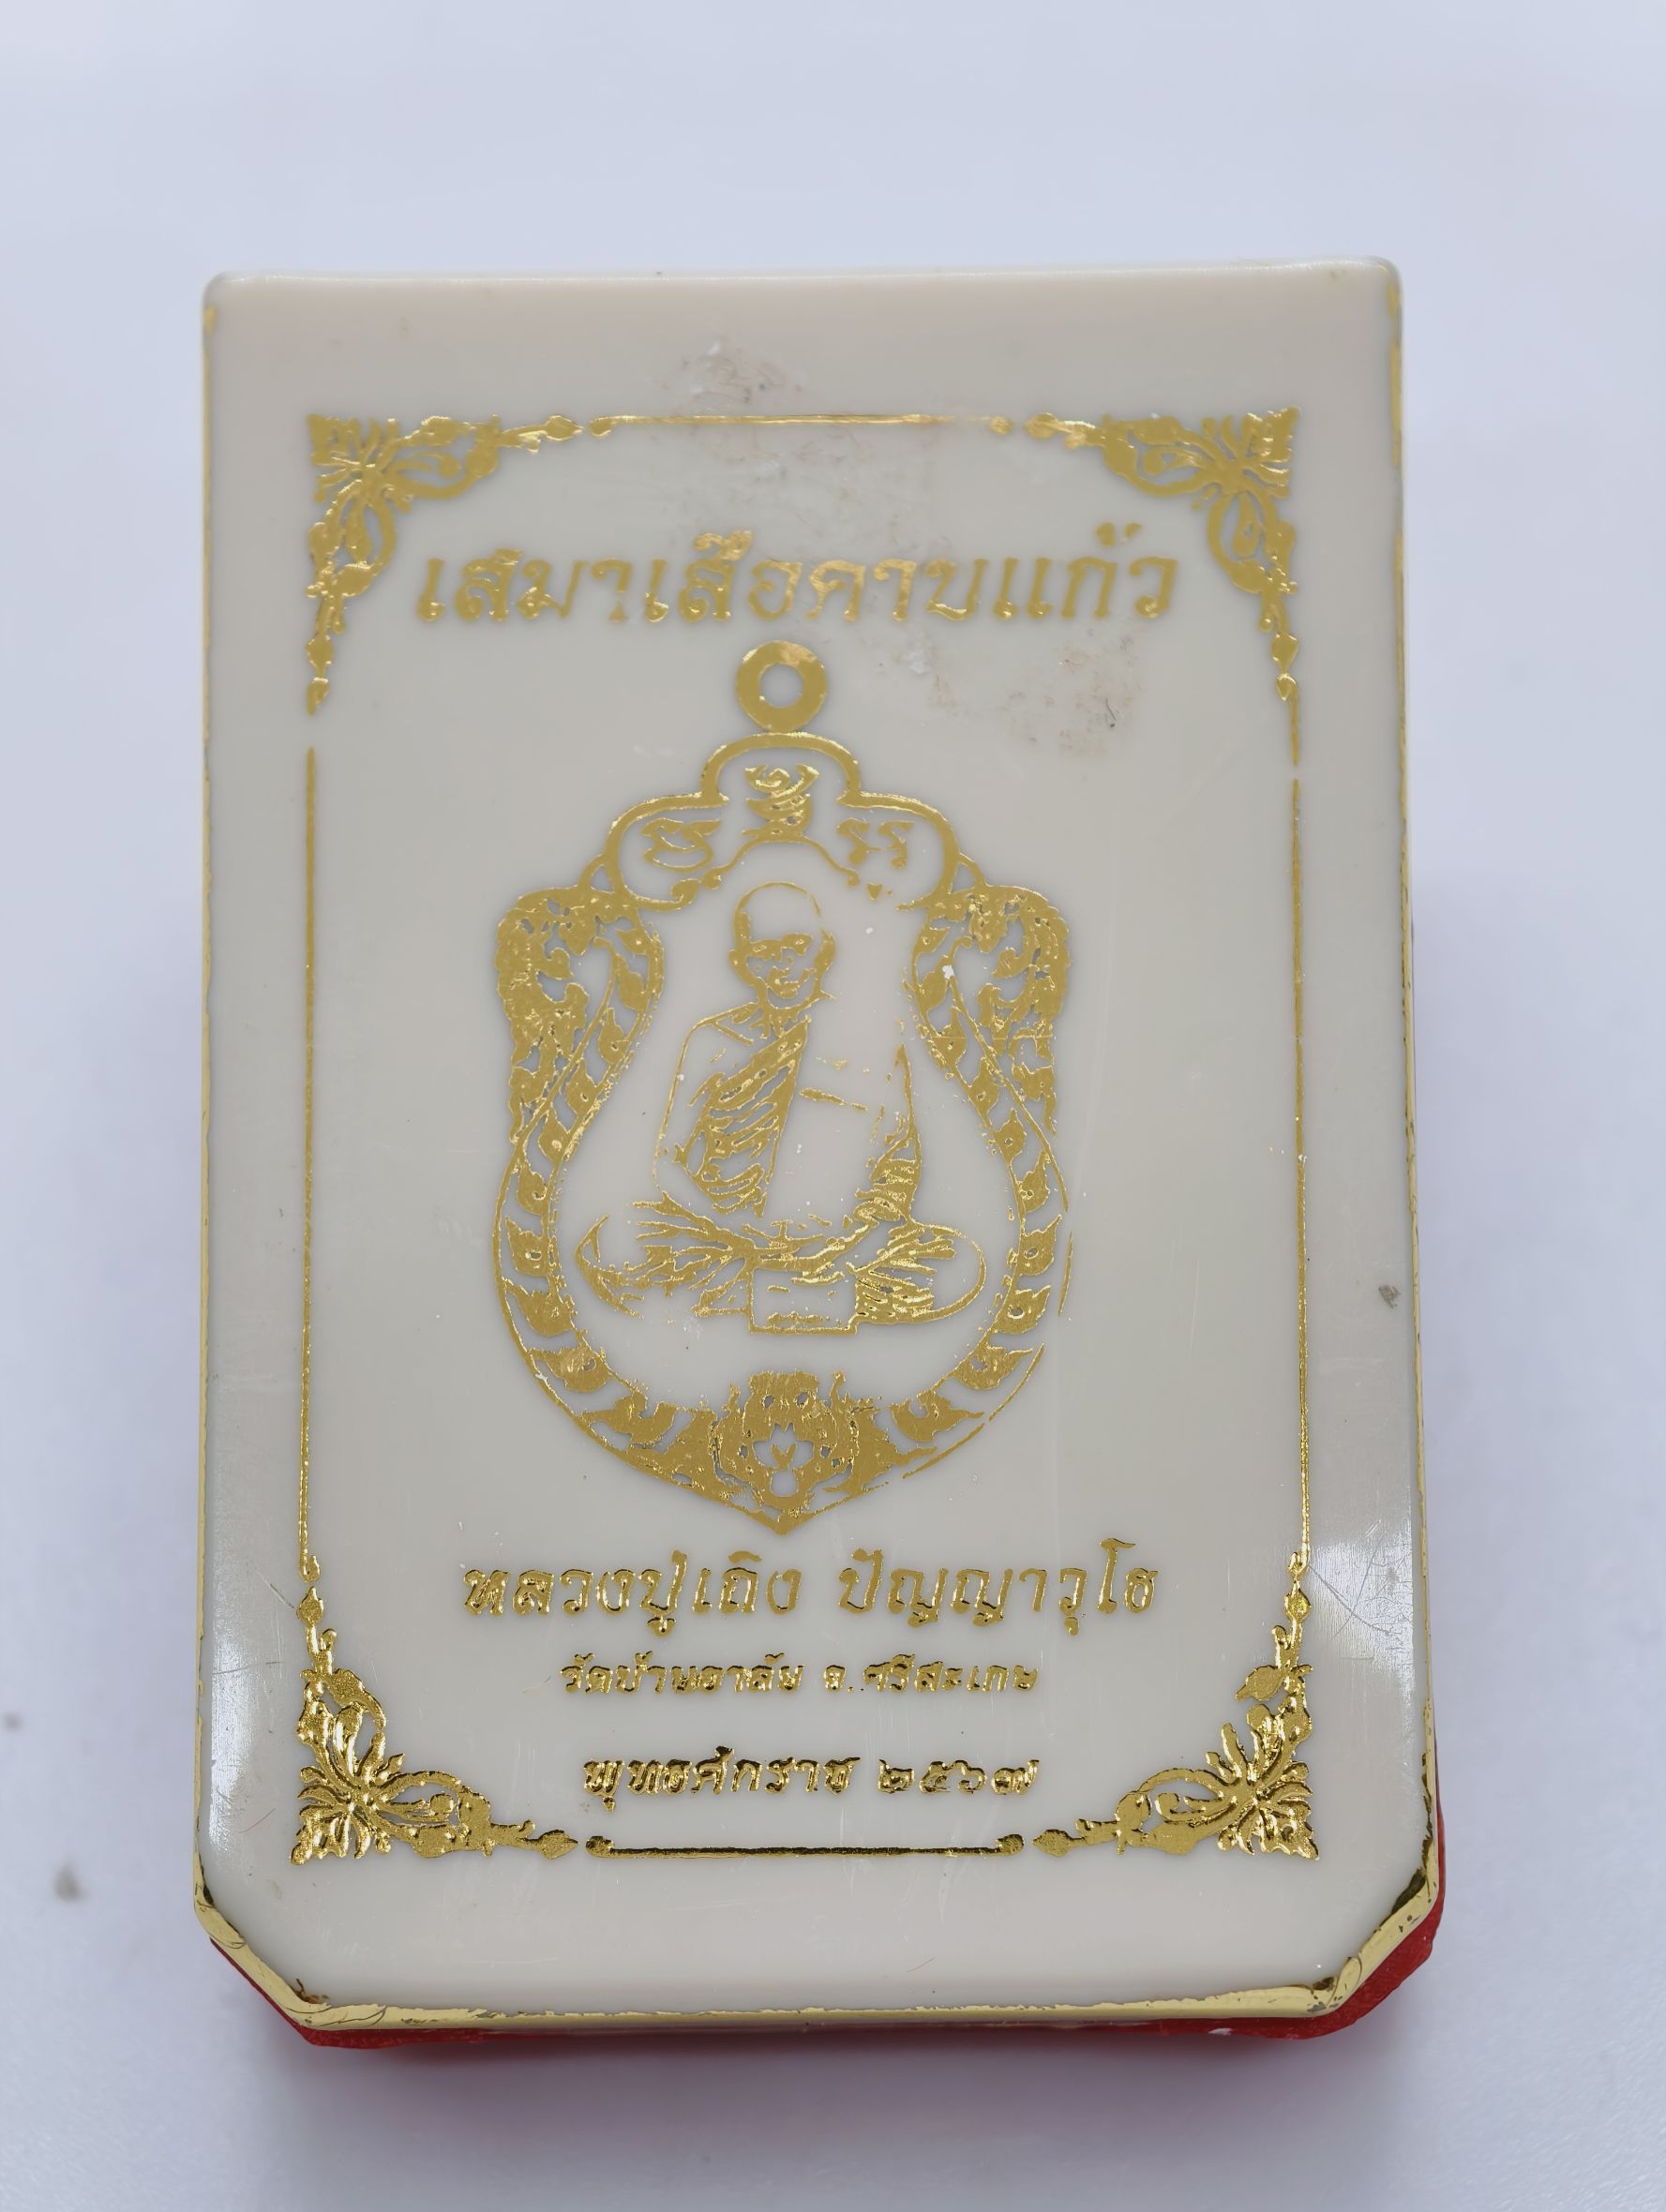 เสมาเสือคาบแก้ว
หลวงปู่เถิง ปัญญาวุโธ
วัดบ้านอาลัย จ.ศรีสะเกษ
พุทธศักราช ๒๕๖๗